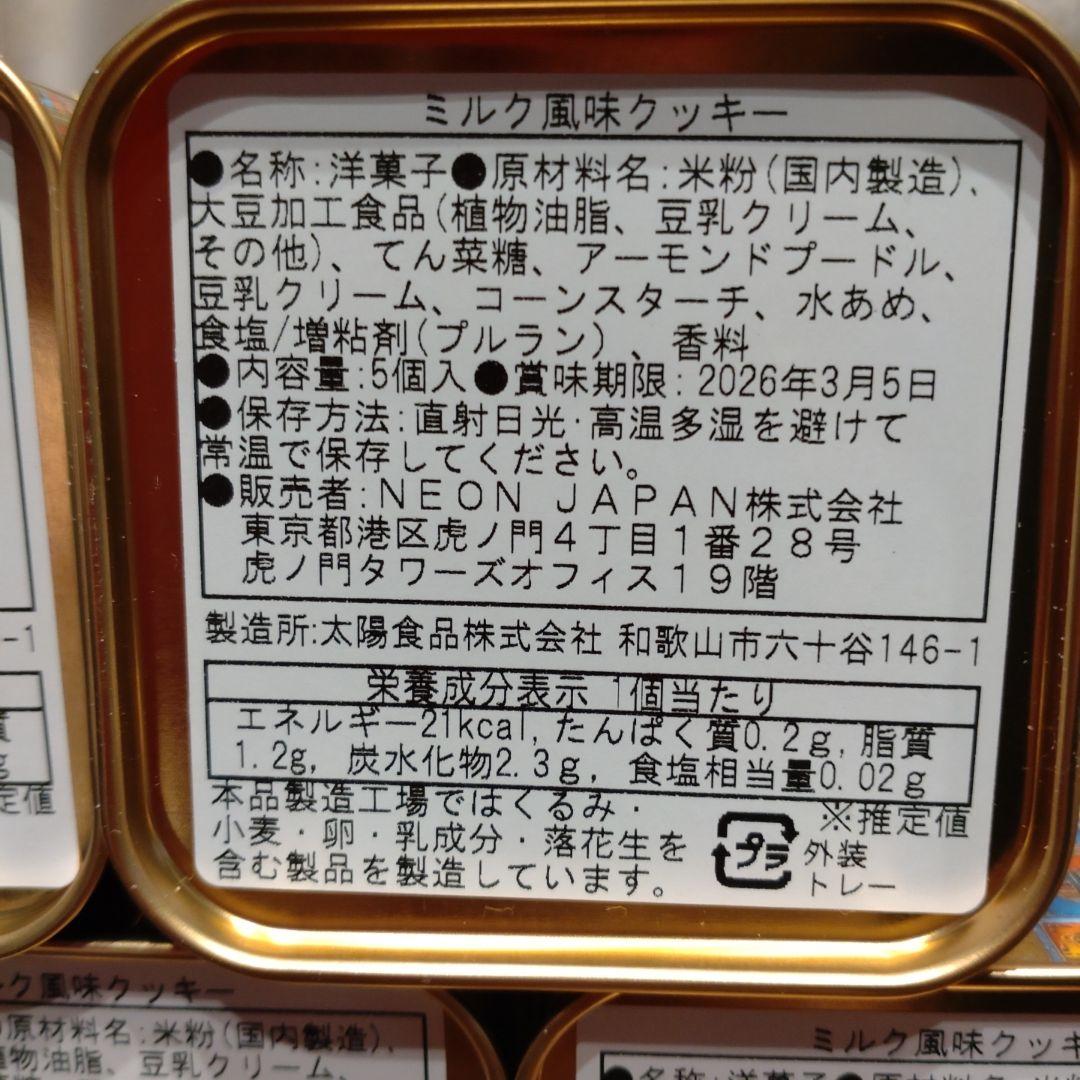 ミルク風味クッキー
●名称:洋菓子●原材料名:米粉(国内製造)、
大豆加工食品(植物油脂、豆乳クリーム、
その他)、てん菜糖、アーモンドプードル、
豆乳クリーム、コーンスターチ、水あめ、
食塩/増粘剤(プルラン)、香料
●内容量:5個入●賞味期限:2026年3月5日
●保存方法:直射日光・高温多湿を避けて
常温で保存してください。
●販売者:NEON JAPAN株式会社
東京都港区虎ノ門4丁目1番28号
虎ノ門タワーズオフィス19階
製造所:太陽食品株式会社 和歌山市六十谷146-1
栄養成分表示 1個当たり
エネルギー21kcal, たんぱく質0.2g, 脂質
1.2g, 炭水化物2.3g, 食塩相当量0.02g
※推定値
本品製造工場ではくるみ・
小麦・卵・乳成分・落花生を
含む製品を製造しています。
プラ
外装
トレー
-1
質
g
定値
ルク風味クッキー
原材料名:米粉(国内製造)、
植物油脂、豆乳クリーム、
ミルク風味クッキ
●名称:洋菓子●原材料名:米粉